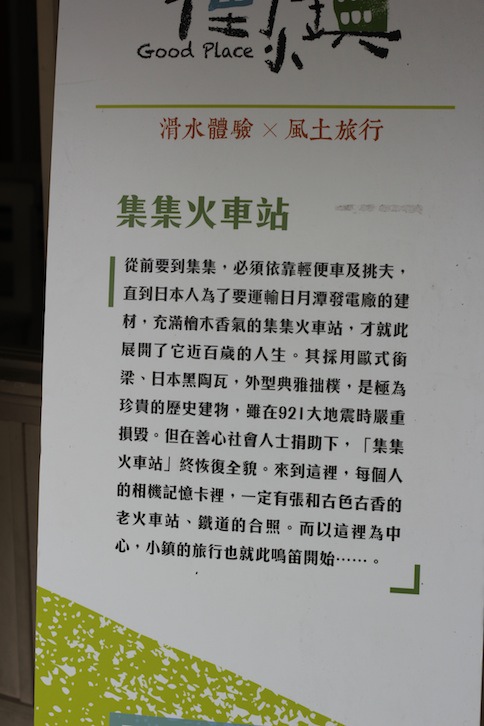 Good Place
滑水體驗×風土旅行
集集火車站
從前要到集集，必須依靠輕便車及挑夫，
直到日本人為了要運輸日月潭發電廠的建
材，充滿檜木香氣的集集火車站，才就此
展開了它近百歲的人生。其採用歐式衡
梁、日本黑陶瓦，外型典雅拙樸，是極為
珍貴的歷史建物，雖在921大地震時嚴重
損毀。但在善心社會人士捐助下，「集集
火車站」終恢復全貌。來到這裡，每個人
的相機記憶卡裡，一定有張和古色古香的
老火車站、鐵道的合照。而以這裡為中
心，小鎮的旅行也就此鳴笛開始……。